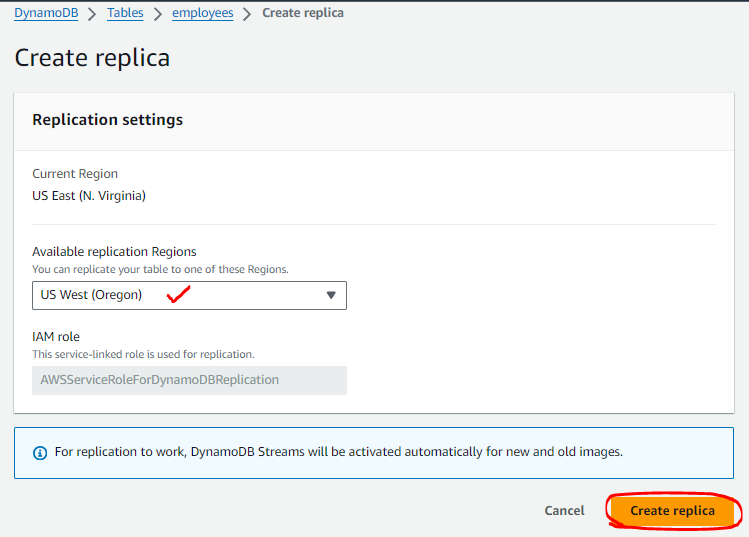 DynamoDB > Tables > employees > Create replica
Create replica
Replication settings
Current Region
US East (N. Virginia)
Available replication Regions
You can replicate your table to one of these Regions.
US West (Oregon)
IAM role
This service-linked role is used for replication.
AWSServiceRoleForDynamoDBReplication
For replication to work, DynamoDB Streams will be activated automatically for new and old images.
Cancel Create replica